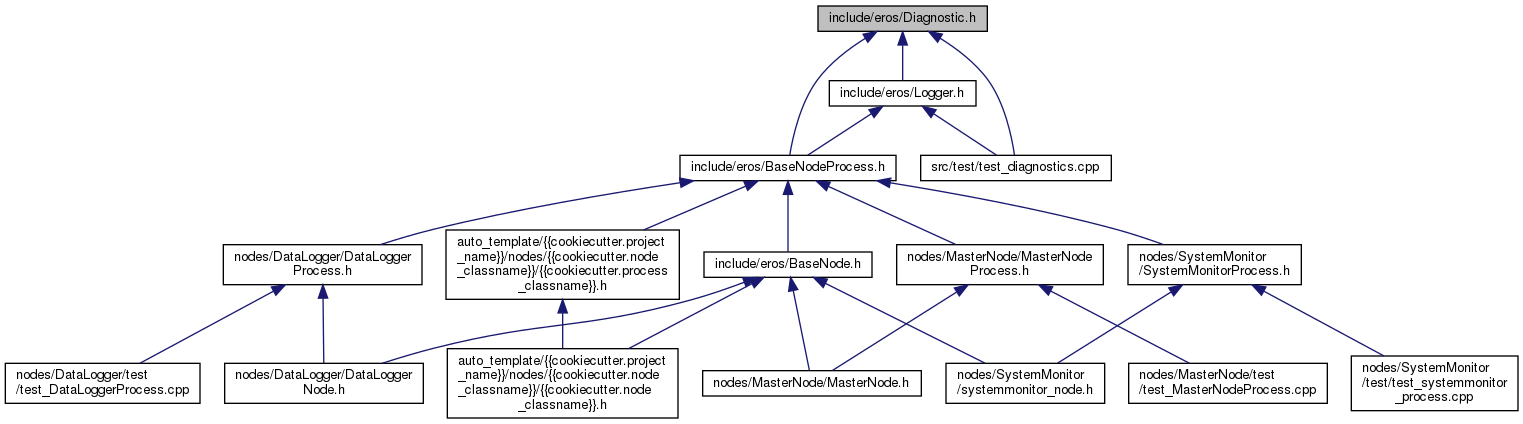 include/eros/Diagnostic.h
include/eros/Logger.h
include/eros/BaseNodeProcess.h
src/test/test_diagnostics.cpp
nodes/DataLogger/DataLogger
Process.h
auto_template/{{cookiecutter.project
_name}}/nodes/{{cookiecutter.node
_classname}}/{{cookiecutter.process
_classname}}.h
include/eros/BaseNode.h
nodes/MasterNode/MasterNode
Process.h
nodes/SystemMonitor
/SystemMonitorProcess.h
nodes/DataLogger/test
/test_DataLoggerProcess.cpp
nodes/DataLogger/DataLogger
Node.h
auto_template/{{cookiecutter.project
_name}}/nodes/{{cookiecutter.node
_classname}}/{{cookiecutter.node
_classname}}.h
nodes/MasterNode/MasterNode.h
nodes/SystemMonitor
/systemmonitor_node.h
nodes/MasterNode/test
/test_MasterNodeProcess.cpp
nodes/SystemMonitor
/test/test_systemmonitor
_process.cpp